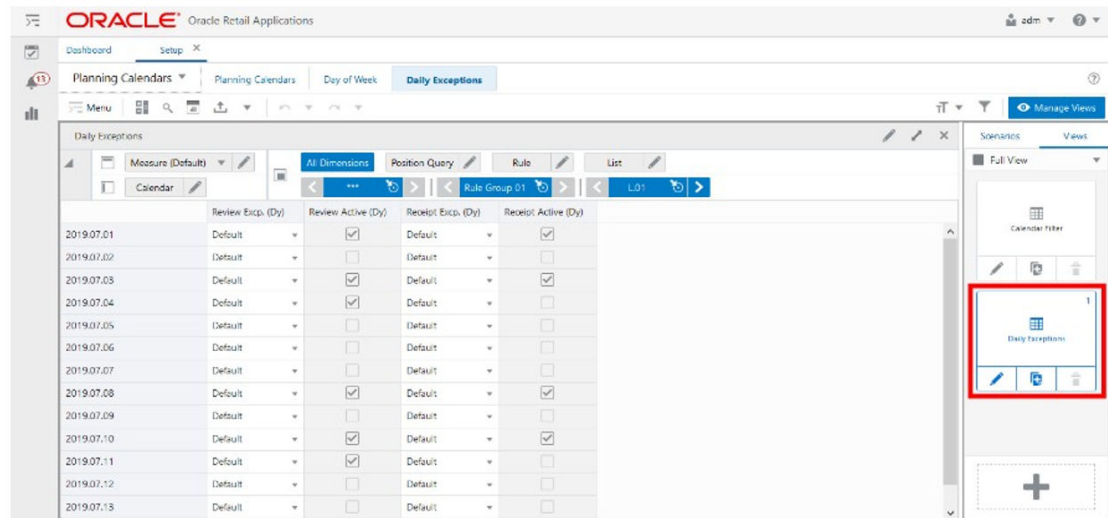 ORACLE® Oracle Retail Applications adm
Dashboard Setup
13
Planning Calendars Planning Calendars Day of Week Daily Exceptions
Menu Manage Views
Daily Exceptions Scenarios Views
Measure (Default) All Dimensions Position Query Rule List Full View
Calendar *** Rule Group 01 L01
Review Excp. (Dy) Review Active (Dy) Receipt Excp. (Dy) Receipt Active (Dy)
Calendar Filter
2019.07.01 Default Default
2019.07.02 Default Default
2019.07.03 Default Default
2019.07.04 Default Default
1
2019.07.05 Default Default
Daily Exceptions
2019.07.06 Default Default
2019.07.07 Default Default
2019.07.08 Default Default
2019.07.09 Default Default
2019.07.10 Default Default
2019.07.11 Default Default
2019.07.12 Default Default
2019.07.13 Default Default